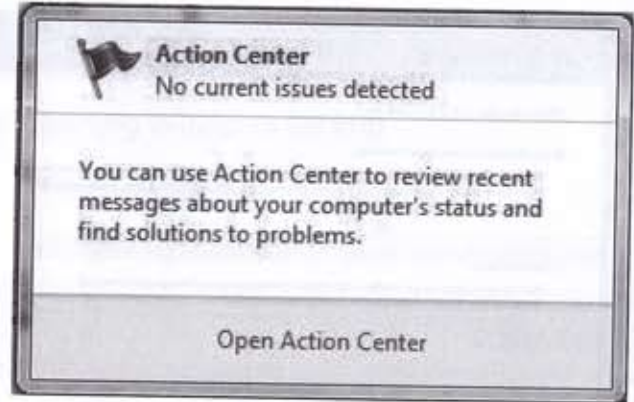 Action Center
No current issues detected
You can use Action Center to review recent
messages about your computer's status and
find solutions to problems.
Open Action Center